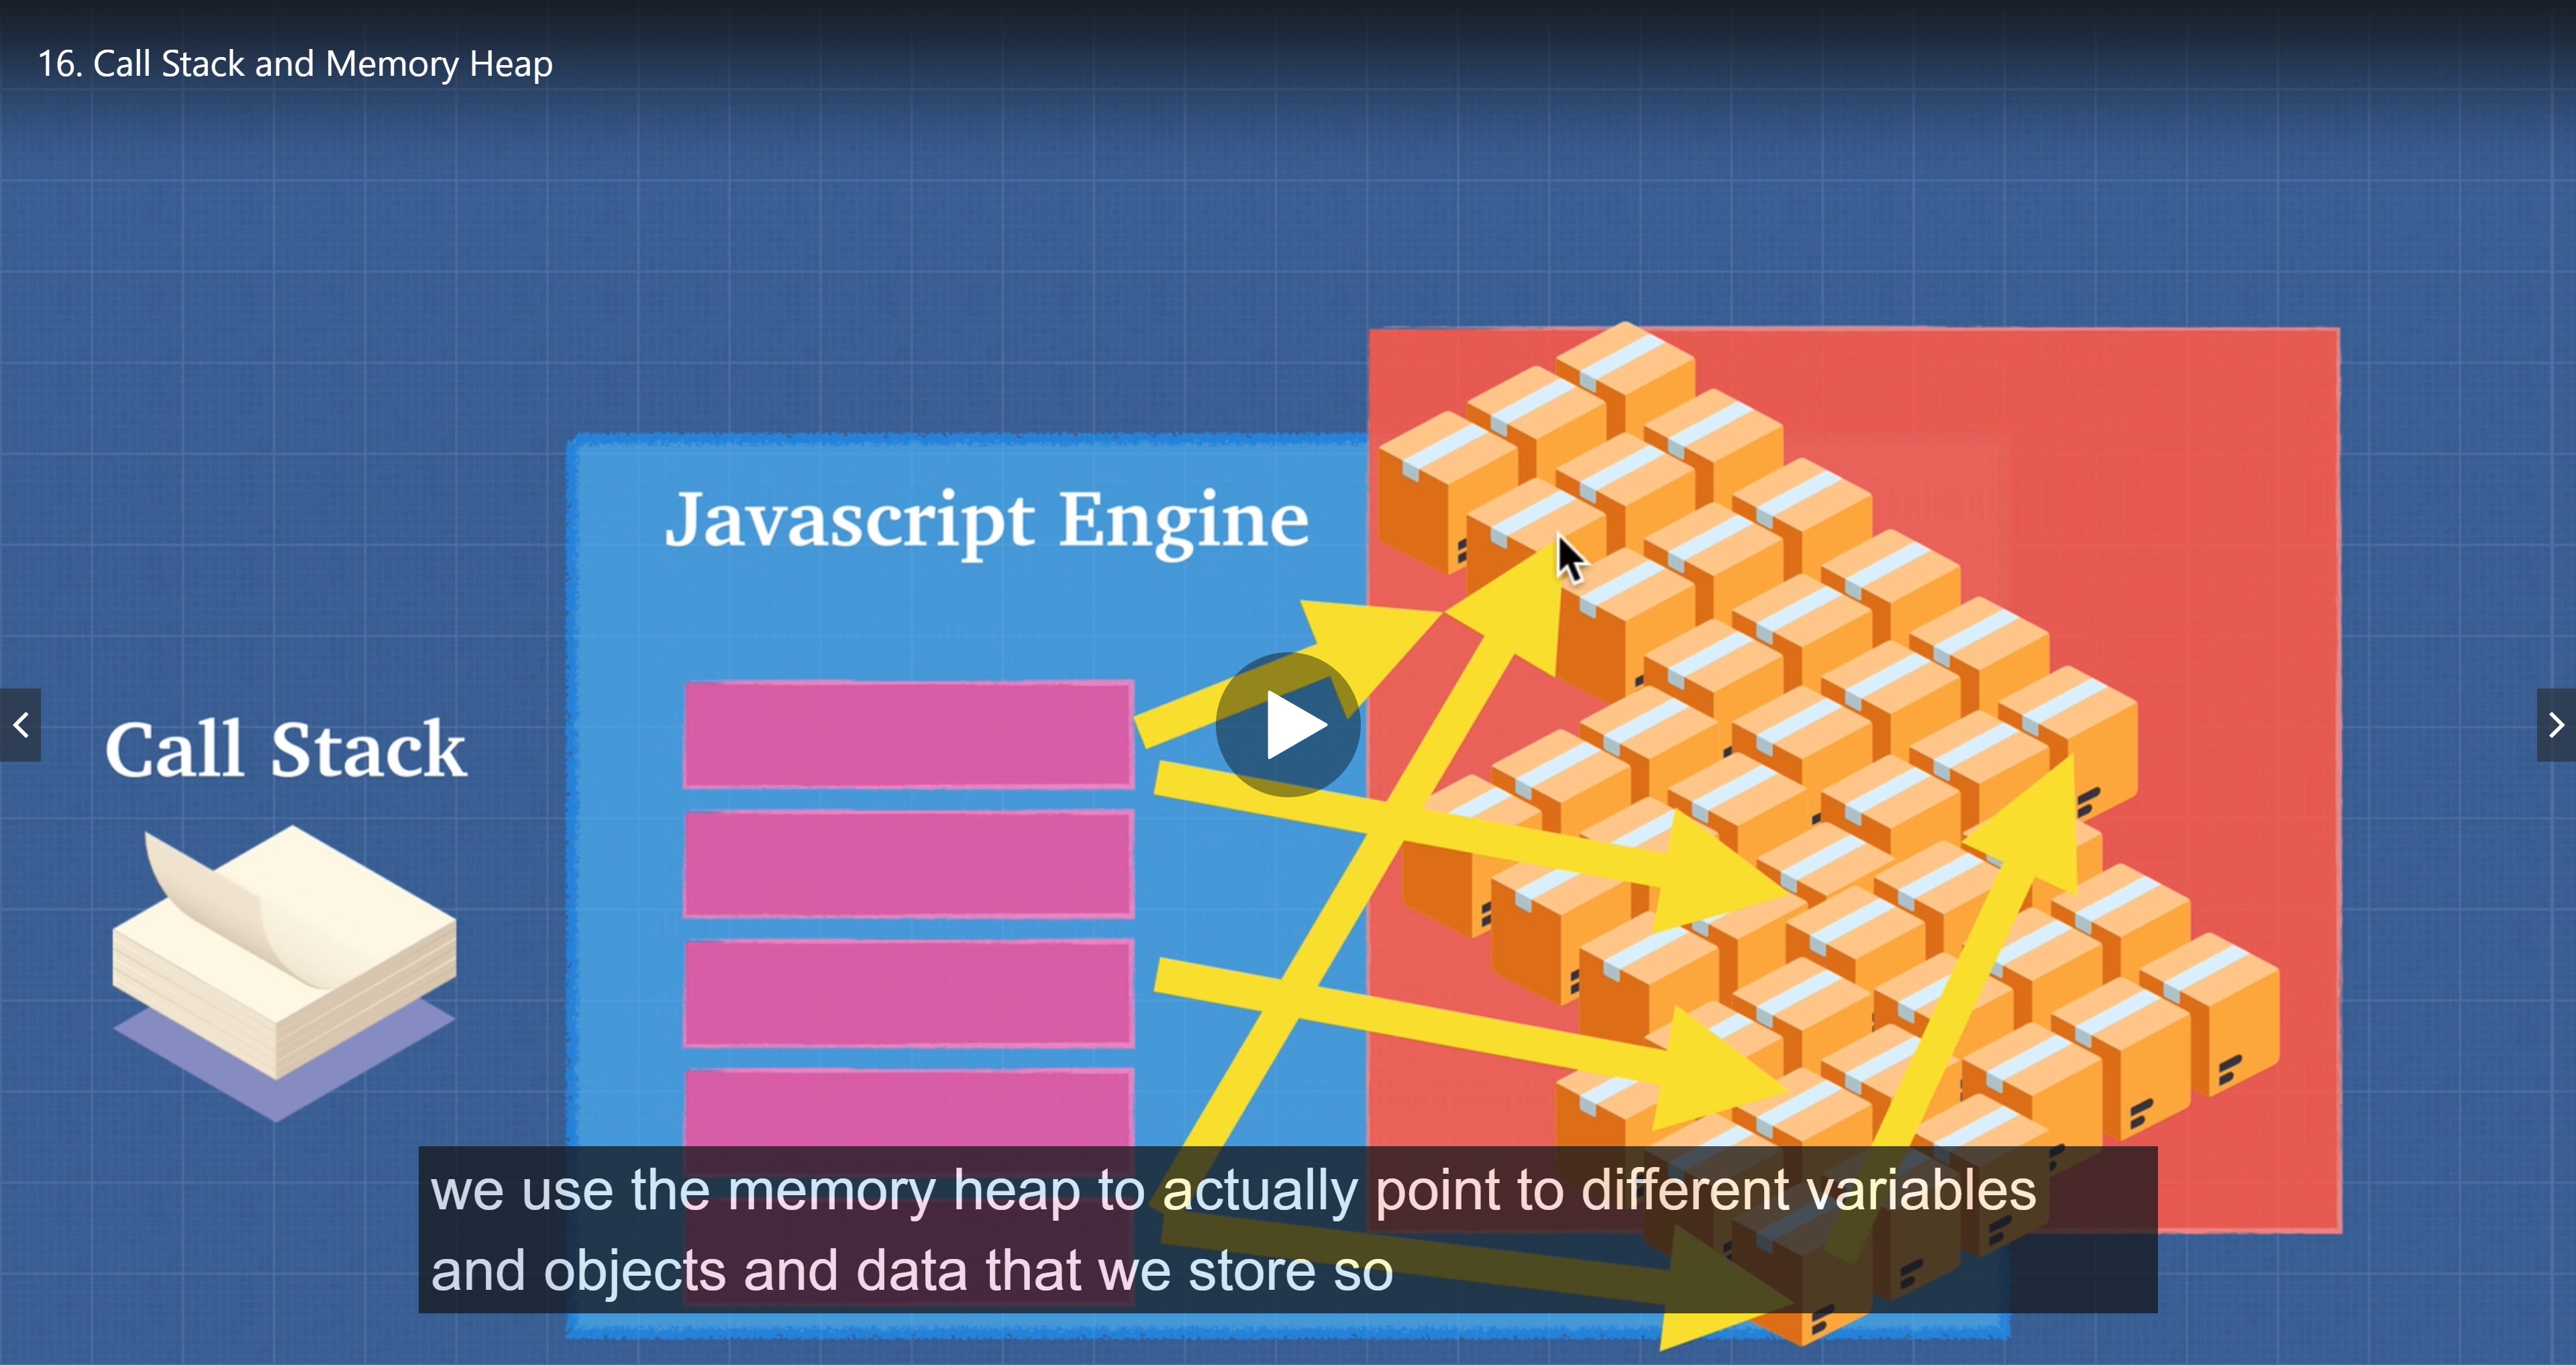 16. Call Stack and Memory Heap
Javascript Engine
Call Stack
we use the memory heap to actually point to different variables
and objects and data that we store so